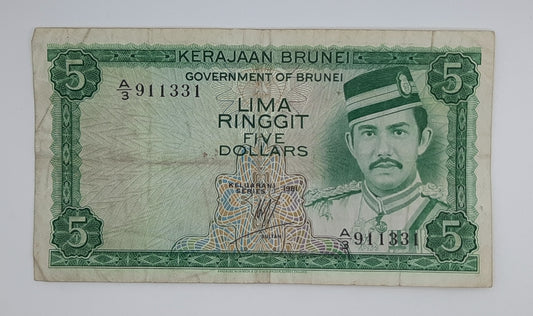 KERAJAAN BRUNEI
GOVERNMENT OF BRUNEI
5
5
A/3 911331
LIMA
RINGGIT
FIVE
DOLLARS
KELUARAN
SERIES 1981
A/3 911331
5
5